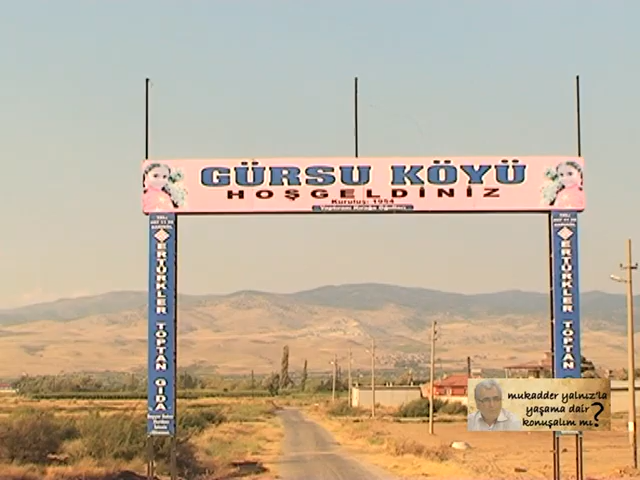 GÜRSU KÖYÜ
HOŞGELDİNİZ
Kuruluş: 1954
ERTÜRKLER TOPTAN GIDA
ERTÜRKLER TOPTAN
mukadder yalnız'la
yaşama dair
konuşalım mı?